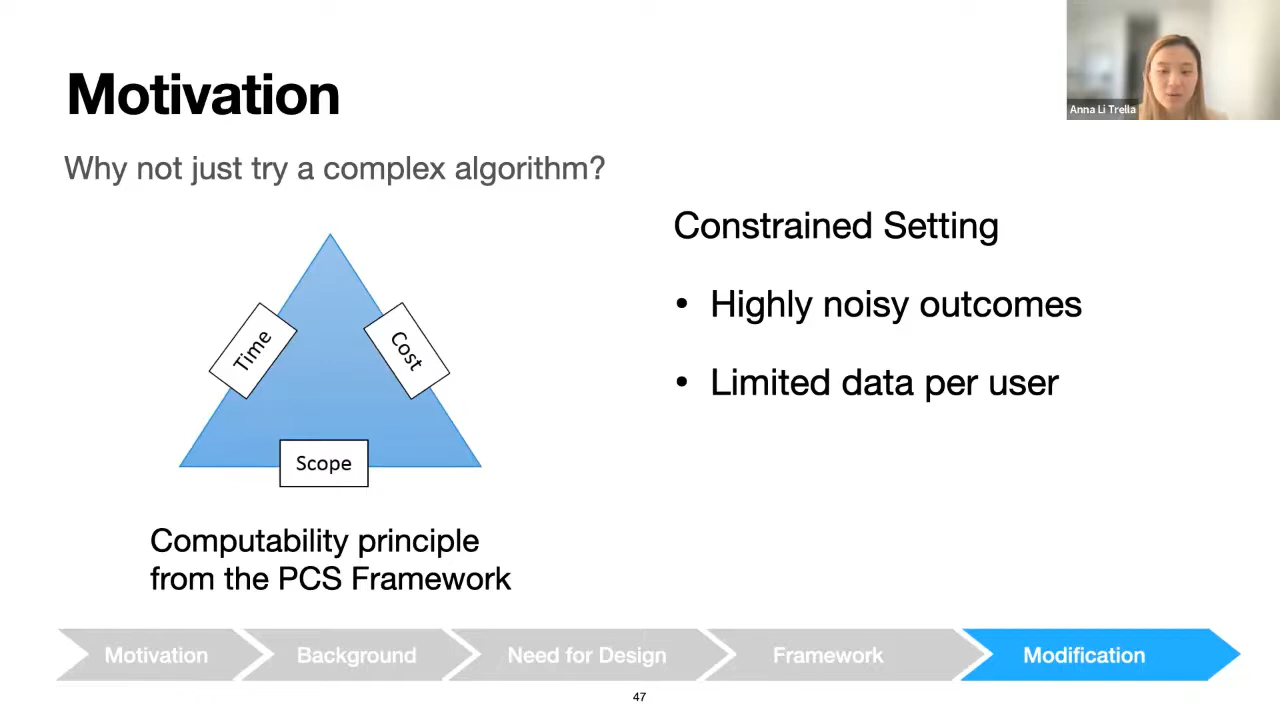 Motivation
Anna Li Trella
Why not just try a complex algorithm?
Time
Cost
Scope
Computability principle
from the PCS Framework
Constrained Setting
• Highly noisy outcomes
• Limited data per user
Motivation
Background
Need for Design
Framework
Modification
47